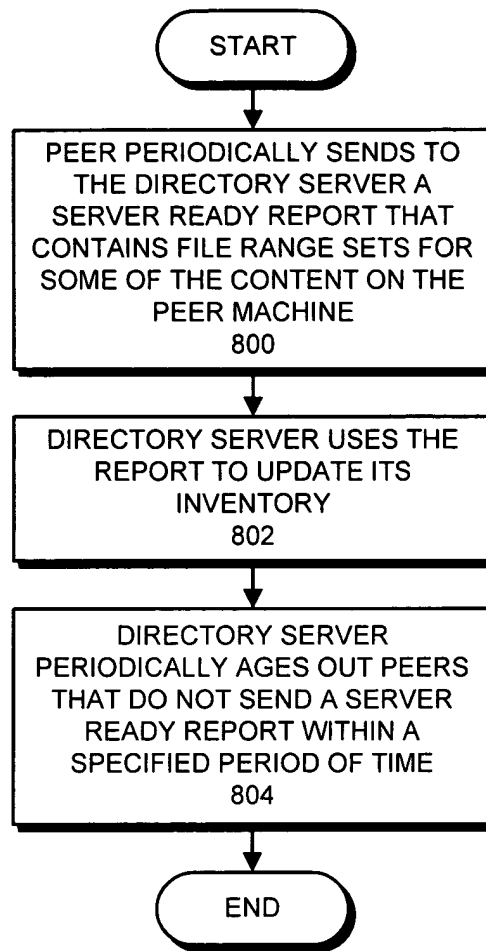 START
PEER PERIODICALLY SENDS TO
THE DIRECTORY SERVER A
SERVER READY REPORT THAT
CONTAINS FILE RANGE SETS FOR
SOME OF THE CONTENT ON THE
PEER MACHINE
800
DIRECTORY SERVER USES THE
REPORT TO UPDATE ITS
INVENTORY
802
DIRECTORY SERVER
PERIODICALLY AGES OUT PEERS
THAT DO NOT SEND A SERVER
READY REPORT WITHIN A
SPECIFIED PERIOD OF TIME
804
END